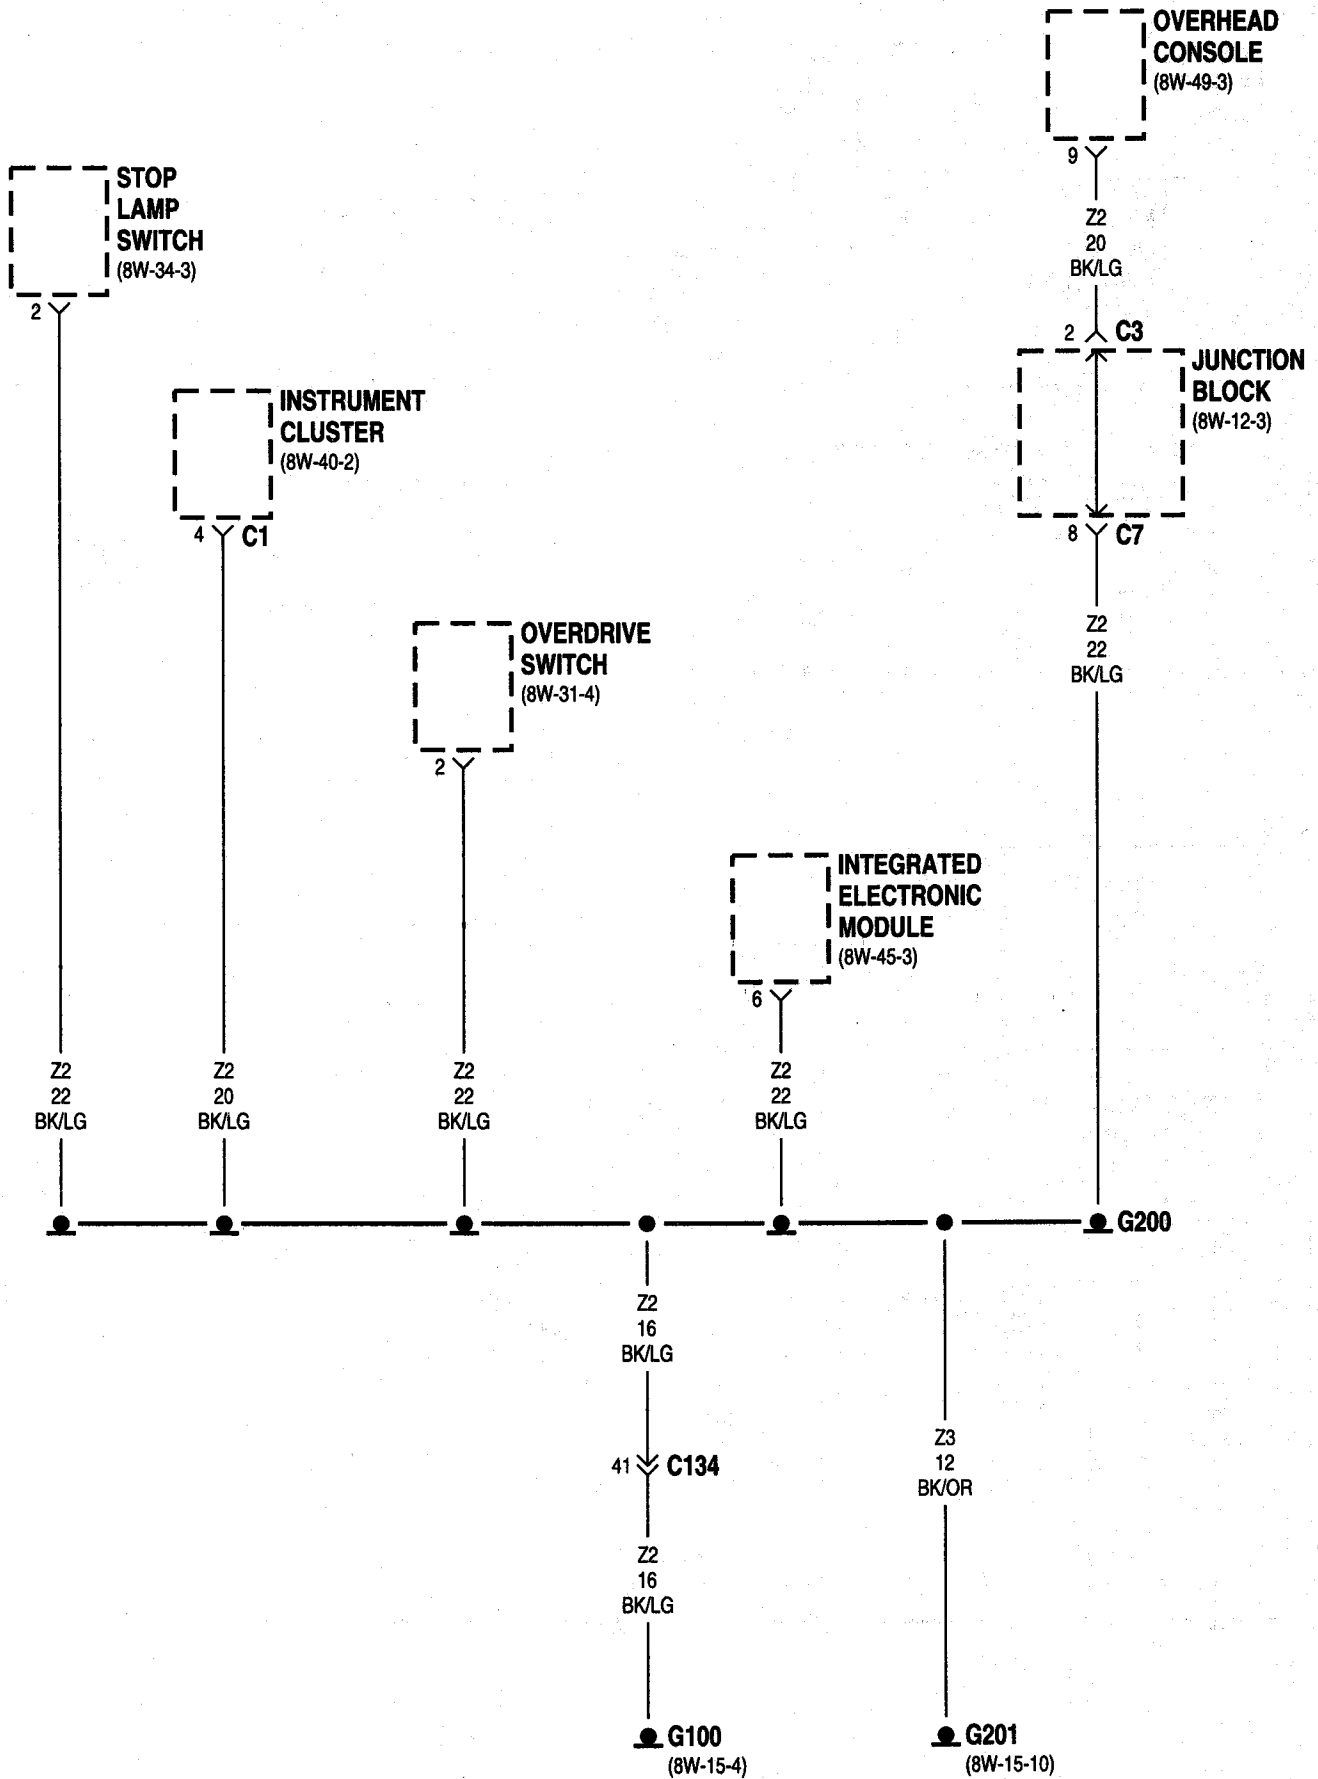 OVERHEAD
CONSOLE
(8W-49-3)
9
Z2
20
BK/LG
2 C3
JUNCTION
BLOCK
(8W-12-3)
8 C7
Z2
22
BK/LG
STOP
LAMP
SWITCH
(8W-34-3)
2
INSTRUMENT
CLUSTER
(8W-40-2)
4 C1
OVERDRIVE
SWITCH
(8W-31-4)
2
INTEGRATED
ELECTRONIC
MODULE
(8W-45-3)
6
Z2
22
BK/LG
Z2
20
BK/LG
Z2
22
BK/LG
Z2
22
BK/LG
G200
Z2
16
BK/LG
41 C134
Z2
16
BK/LG
G100
(8W-15-4)
Z3
12
BK/OR
G201
(8W-15-10)